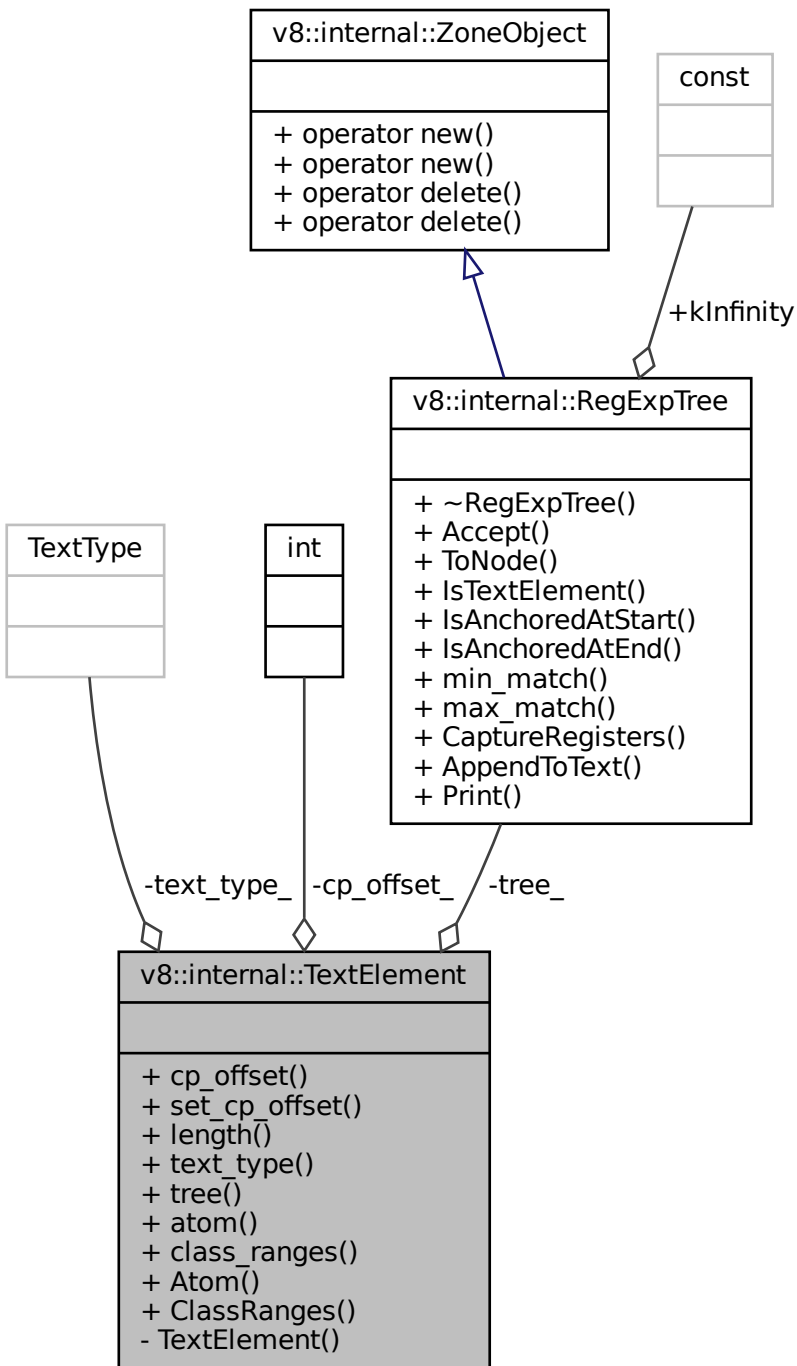 v8::internal::ZoneObject
+ operator new()
+ operator new()
+ operator delete()
+ operator delete()
const
+kInfinity
v8::internal::RegExpTree
+ ~RegExpTree()
+ Accept()
+ ToNode()
+ IsTextElement()
+ IsAnchoredAtStart()
+ IsAnchoredAtEnd()
+ min_match()
+ max_match()
+ CaptureRegisters()
+ AppendToText()
+ Print()
TextType
int
-text_type_
-cp_offset_
-tree_
v8::internal::TextElement
+ cp_offset()
+ set_cp_offset()
+ length()
+ text_type()
+ tree()
+ atom()
+ class_ranges()
+ Atom()
+ ClassRanges()
- TextElement()